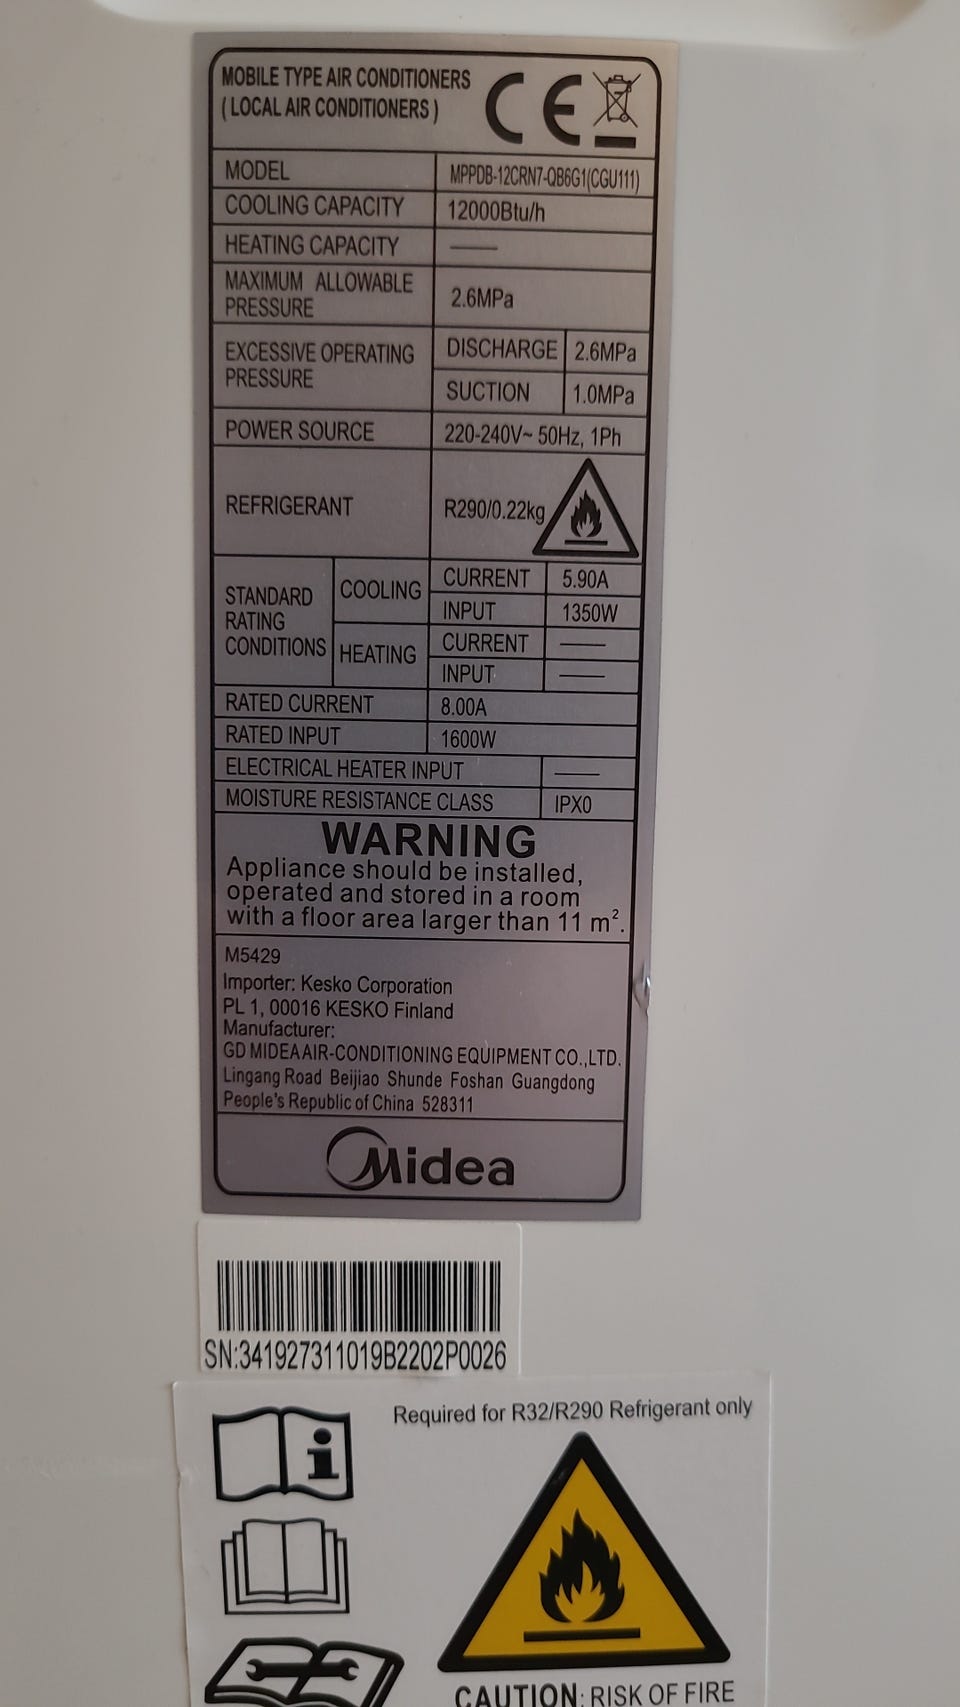 MOBILE TYPE AIR CONDITIONERS
( LOCAL AIR CONDITIONERS )
CE
MODEL MPPDB-12CRN7-QB6G1(CGU111)
COOLING CAPACITY 12000Btu/h
HEATING CAPACITY ——
MAXIMUM ALLOWABLE
PRESSURE 2.6MPa
EXCESSIVE OPERATING
PRESSURE
DISCHARGE 2.6MPa
SUCTION 1.0MPa
POWER SOURCE 220-240V~ 50Hz, 1Ph
REFRIGERANT R290/0.22kg
STANDARD
RATING
CONDITIONS
COOLING
CURRENT 5.90A
INPUT 1350W
HEATING
CURRENT ——
INPUT ——
RATED CURRENT 8.00A
RATED INPUT 1600W
ELECTRICAL HEATER INPUT ——
MOISTURE RESISTANCE CLASS IPX0
WARNING
Appliance should be installed,
operated and stored in a room
with a floor area larger than 11 m².
M5429
Importer: Kesko Corporation
PL 1, 00016 KESKO Finland
Manufacturer:
GD MIDEA AIR-CONDITIONING EQUIPMENT CO.,LTD.
Lingang Road Beijiao Shunde Foshan Guangdong
People's Republic of China 528311
Midea
SN:341927311019B2202P0026
Required for R32/R290 Refrigerant only
CAUTION: RISK OF FIRE